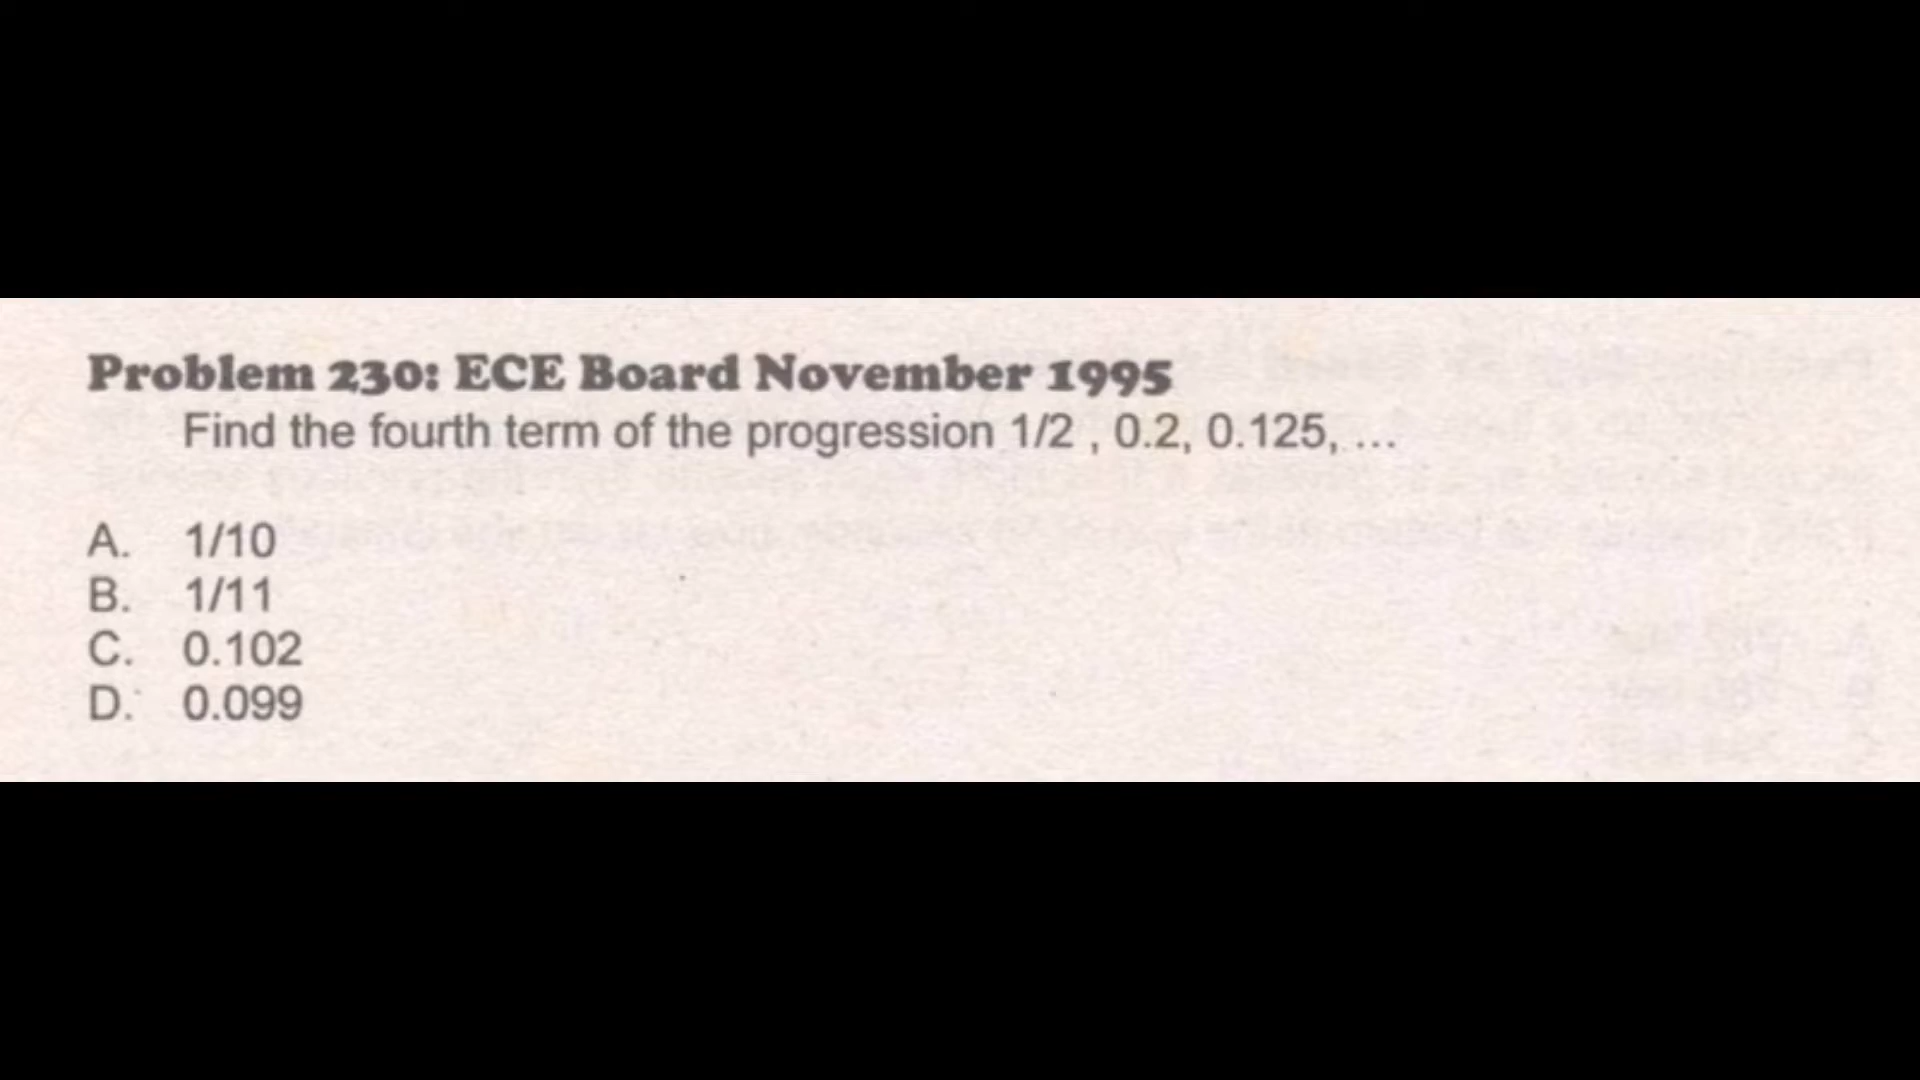 Problem 230: ECE Board November 1995
Find the fourth term of the progression 1/2 , 0.2, 0.125, ...
A. 1/10
B. 1/11
C. 0.102
D. 0.099